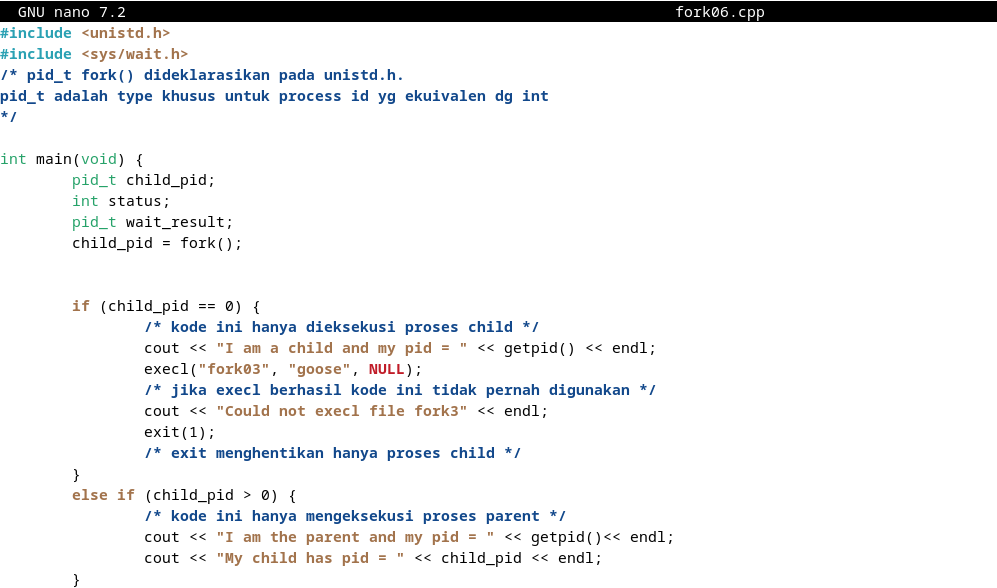 GNU nano 7.2 fork06.cpp
#include <unistd.h>
#include <sys/wait.h>
/* pid_t fork() dideklarasikan pada unistd.h.
pid_t adalah type khusus untuk process id yg ekuivalen dg int
*/
int main(void) {
pid_t child_pid;
int status;
pid_t wait_result;
child_pid = fork();
if (child_pid == 0) {
/* kode ini hanya dieksekusi proses child */
cout << "I am a child and my pid = " << getpid() << endl;
execl("fork03", "goose", NULL);
/* jika execl berhasil kode ini tidak pernah digunakan */
cout << "Could not execl file fork3" << endl;
exit(1);
/* exit menghentikan hanya proses child */
}
else if (child_pid > 0) {
/* kode ini hanya mengeksekusi proses parent */
cout << "I am the parent and my pid = " << getpid()<< endl;
cout << "My child has pid = " << child_pid << endl;
}